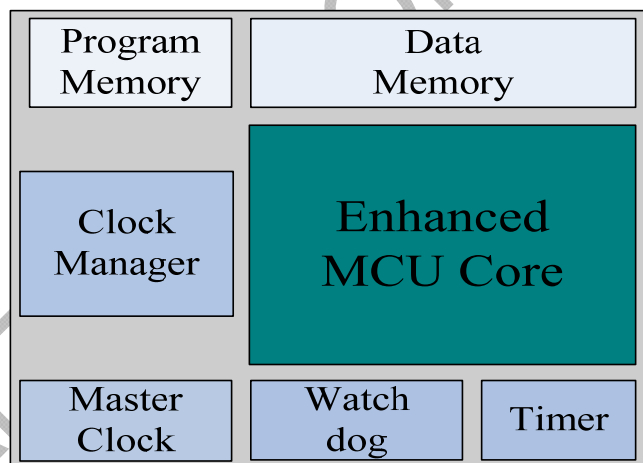 Program
Memory
Data
Memory
Clock
Manager
Enhanced
MCU Core
Master
Clock
Watch
dog
Timer